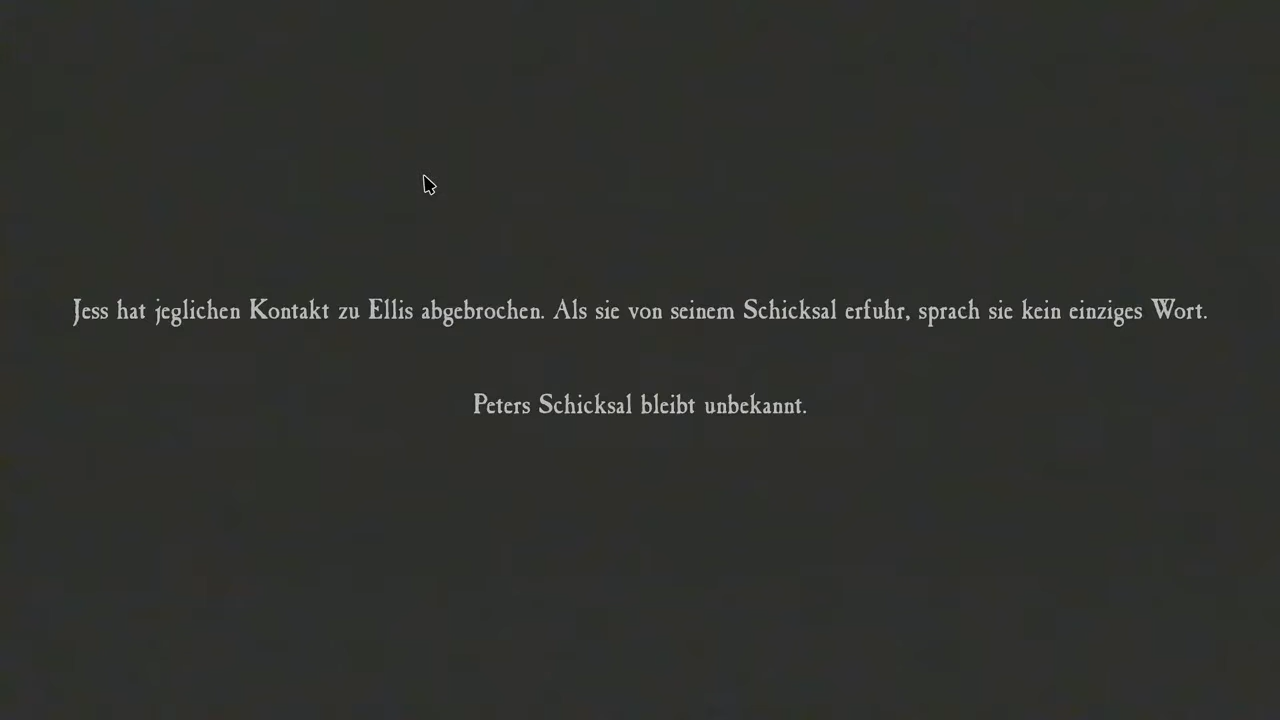 Jess hat jeglichen Kontakt zu Ellis abgebrochen. Als sie von seinem Schicksal erfuhr, sprach sie kein einziges Wort.
Peters Schicksal bleibt unbekannt.